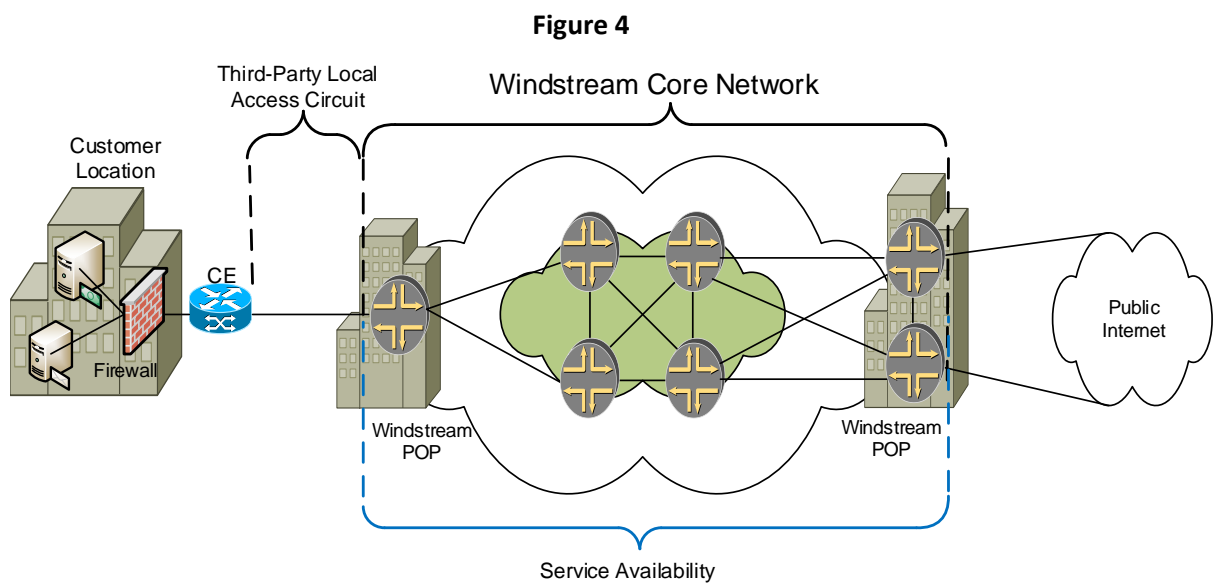 Figure 4
Third-Party Local
Access Circuit
Windstream Core Network
Customer
Location
CE
Firewall
Windstream
POP
Windstream
POP
Public
Internet
Service Availability